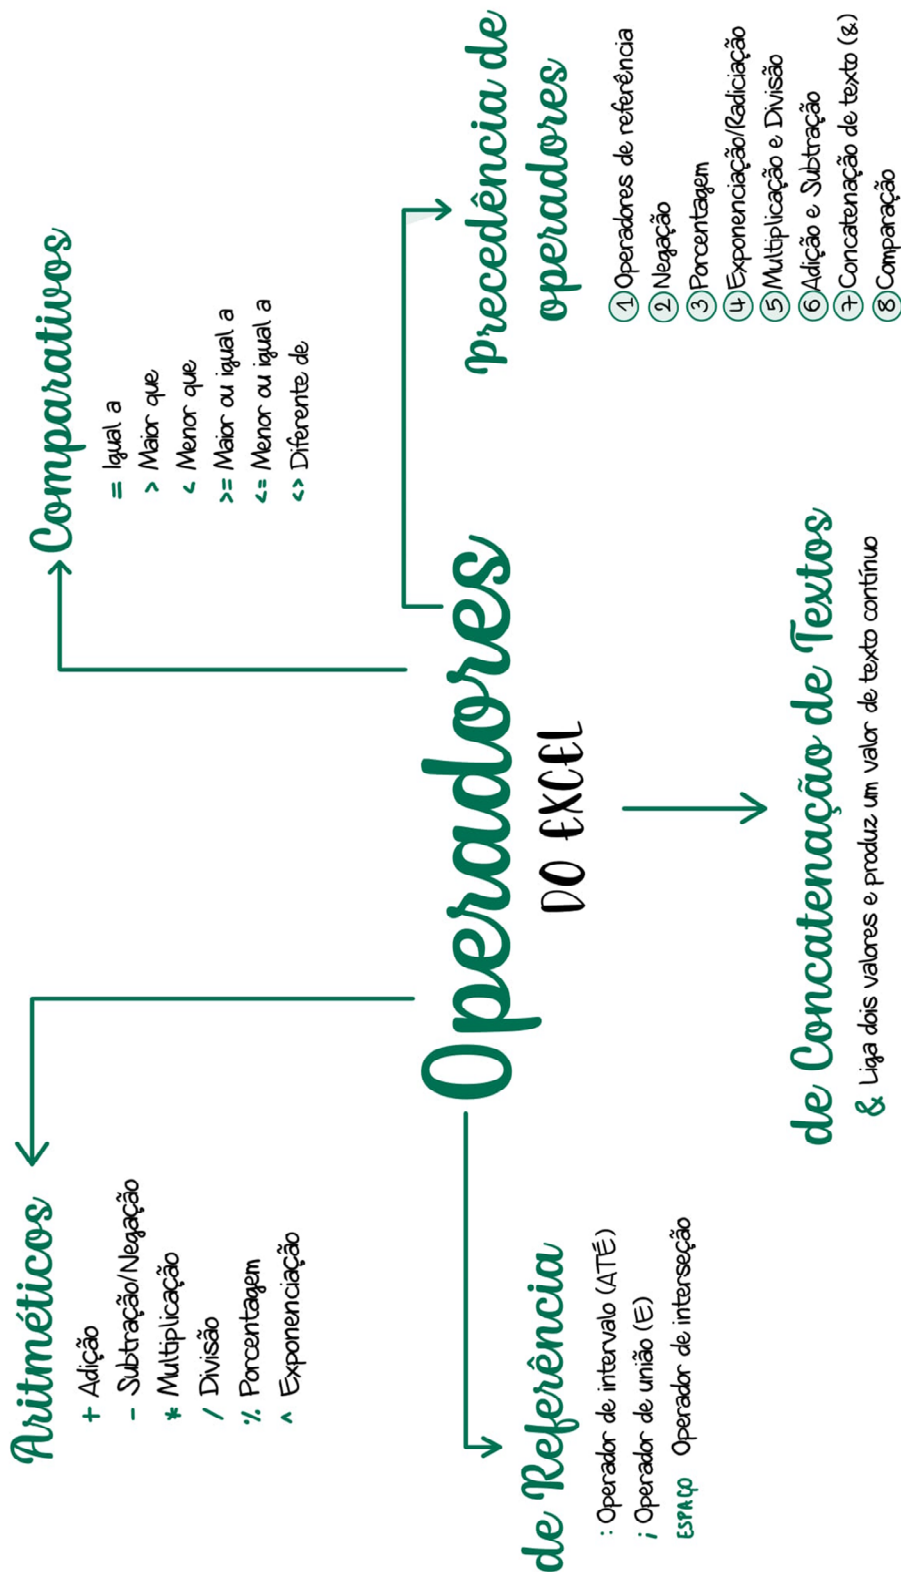 Aritméticos
+ Adição
- Subtração/Negação
* Multiplicação
/ Divisão
% Porcentagem
^ Exponenciação
Comparativos
= Igual a
> Maior que
< Menor que
>= Maior ou igual a
<= Menor ou igual a
<> Diferente de
Operadores
DO EXCEL
de Referência
: Operador de intervalo (ATÉ)
; Operador de união (E)
ESPAÇO Operador de interseção
Precedência de
operadores
1 Operadores de referência
2 Negação
3 Porcentagem
4 Exponenciação/Radiciação
5 Multiplicação e Divisão
6 Adição e Subtração
7 Concatenação de texto (&)
8 Comparação
de Concatenação de Textos
& Liga dois valores e produz um valor de texto contínuo